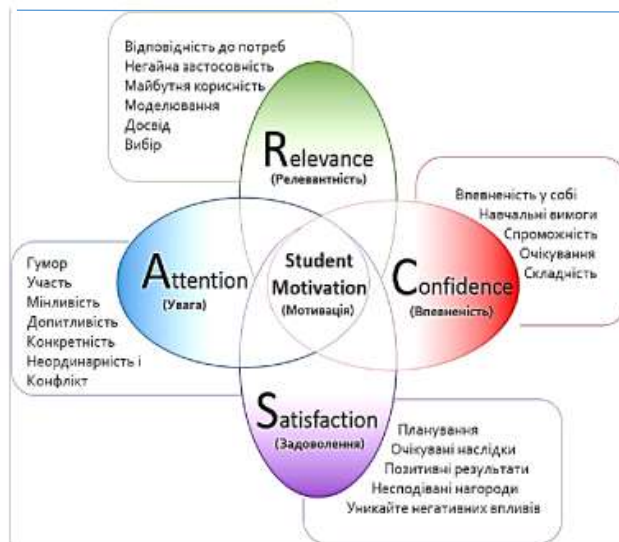 Відповідність до потреб
Негайна застосовність
Майбутня корисність
Моделювання
Досвід
Вибір
Relevance
(Релевантність)
Впевненість у собі
Навчальні вимоги
Спроможність
Очікування
Складність
Гумор
Участь
Мінливість
Допитливість
Конкретність
Неординарність і
Конфлікт
Attention
(Увага)
Student
Motivation
(Мотивація)
Confidence
(Впевненість)
Satisfaction
(Задоволення)
Планування
Очікувані наслідки
Позитивні результати
Несподівані нагороди
Уникайте негативних впливів